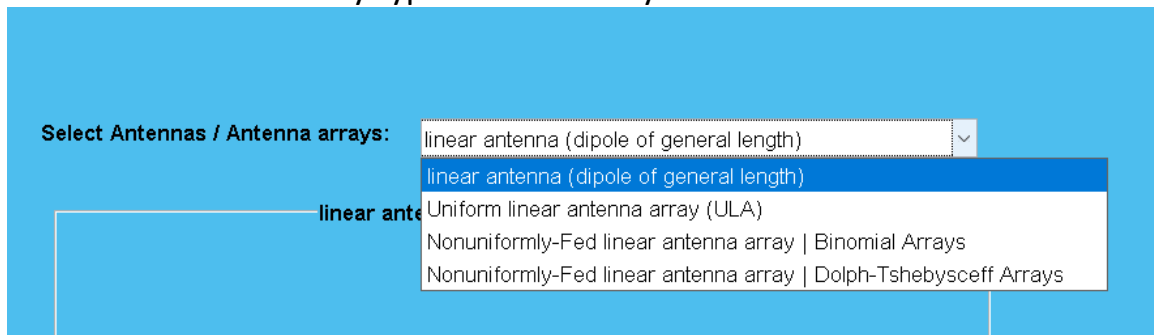 Select Antennas / Antenna arrays:
linear antenna (dipole of general length)
linear antenna (dipole of general length)
linear ante
Uniform linear antenna array (ULA)
Nonuniformly-Fed linear antenna array | Binomial Arrays
Nonuniformly-Fed linear antenna array | Dolph-Tshebysceff Arrays